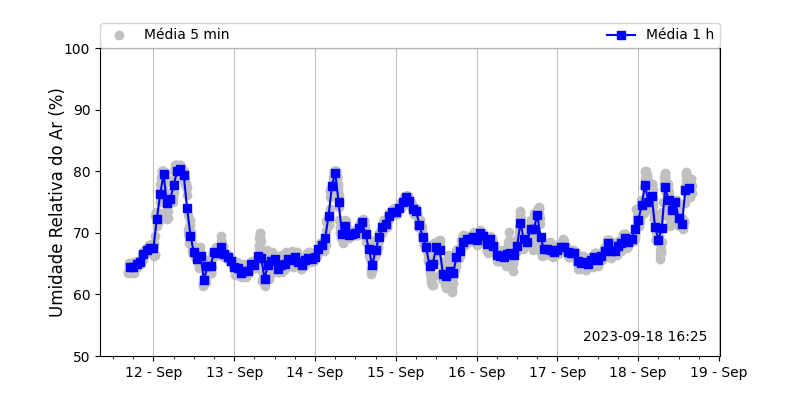 Média 5 min
Média 1 h
Umidade Relativa do Ar (%)
100
90
80
70
60
50
2023-09-18 16:25
12 - Sep
13 - Sep
14 - Sep
15 - Sep
16 - Sep
17 - Sep
18 - Sep
19 - Sep